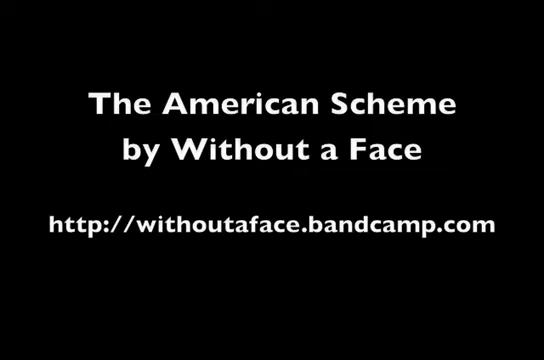 The American Scheme
by Without a Face
http://withoutaface.bandcamp.com